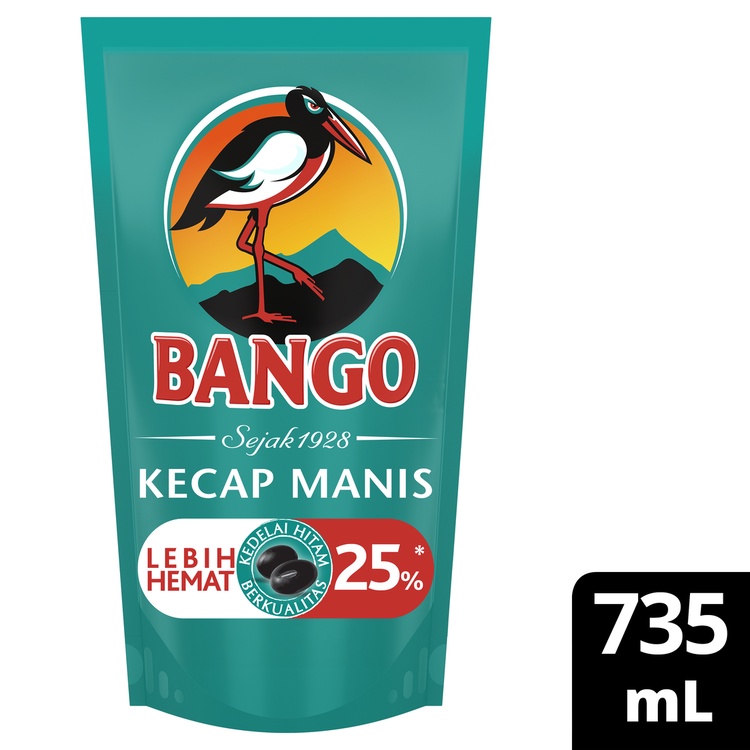 BANGO
Sejak 1928
KECAP MANIS
LEBIH
HEMAT
KEDELAI HITAM
BERKUALITAS
25%*
735
mL